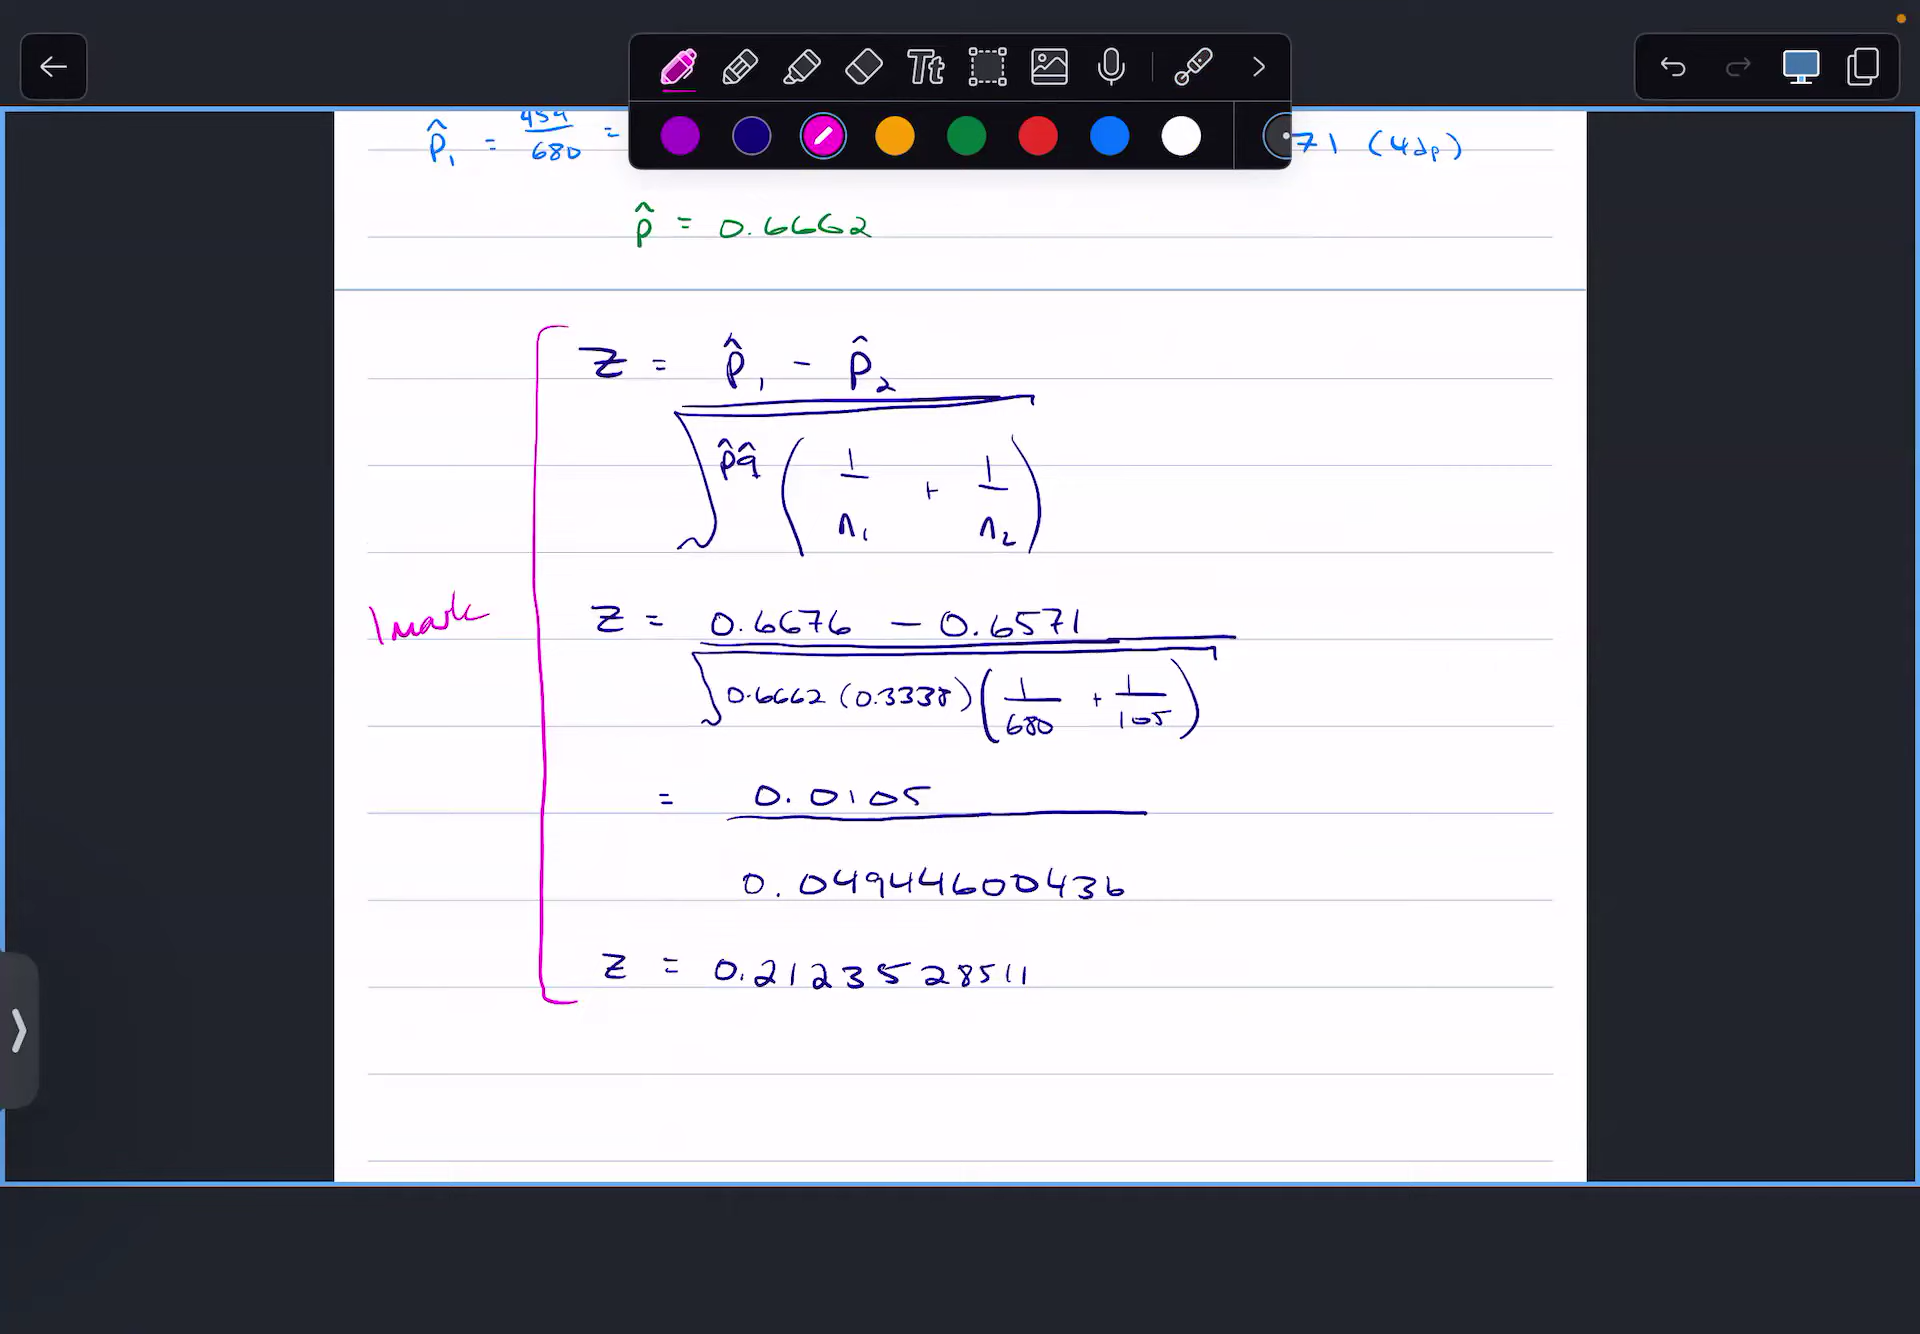 Tt
p̂₁ = 454/680 = 71 (4dp)
p̂ = 0.6662
Z = p̂₁ - p̂₂
√ p̂q̂ ( 1/n₁ + 1/n₂ )
1 mark
Z = 0.6676 - 0.6571
√ 0.6662 (0.3338) ( 1/680 + 1/105 )
= 0.0105
0.04944600436
Z = 0.2123528511